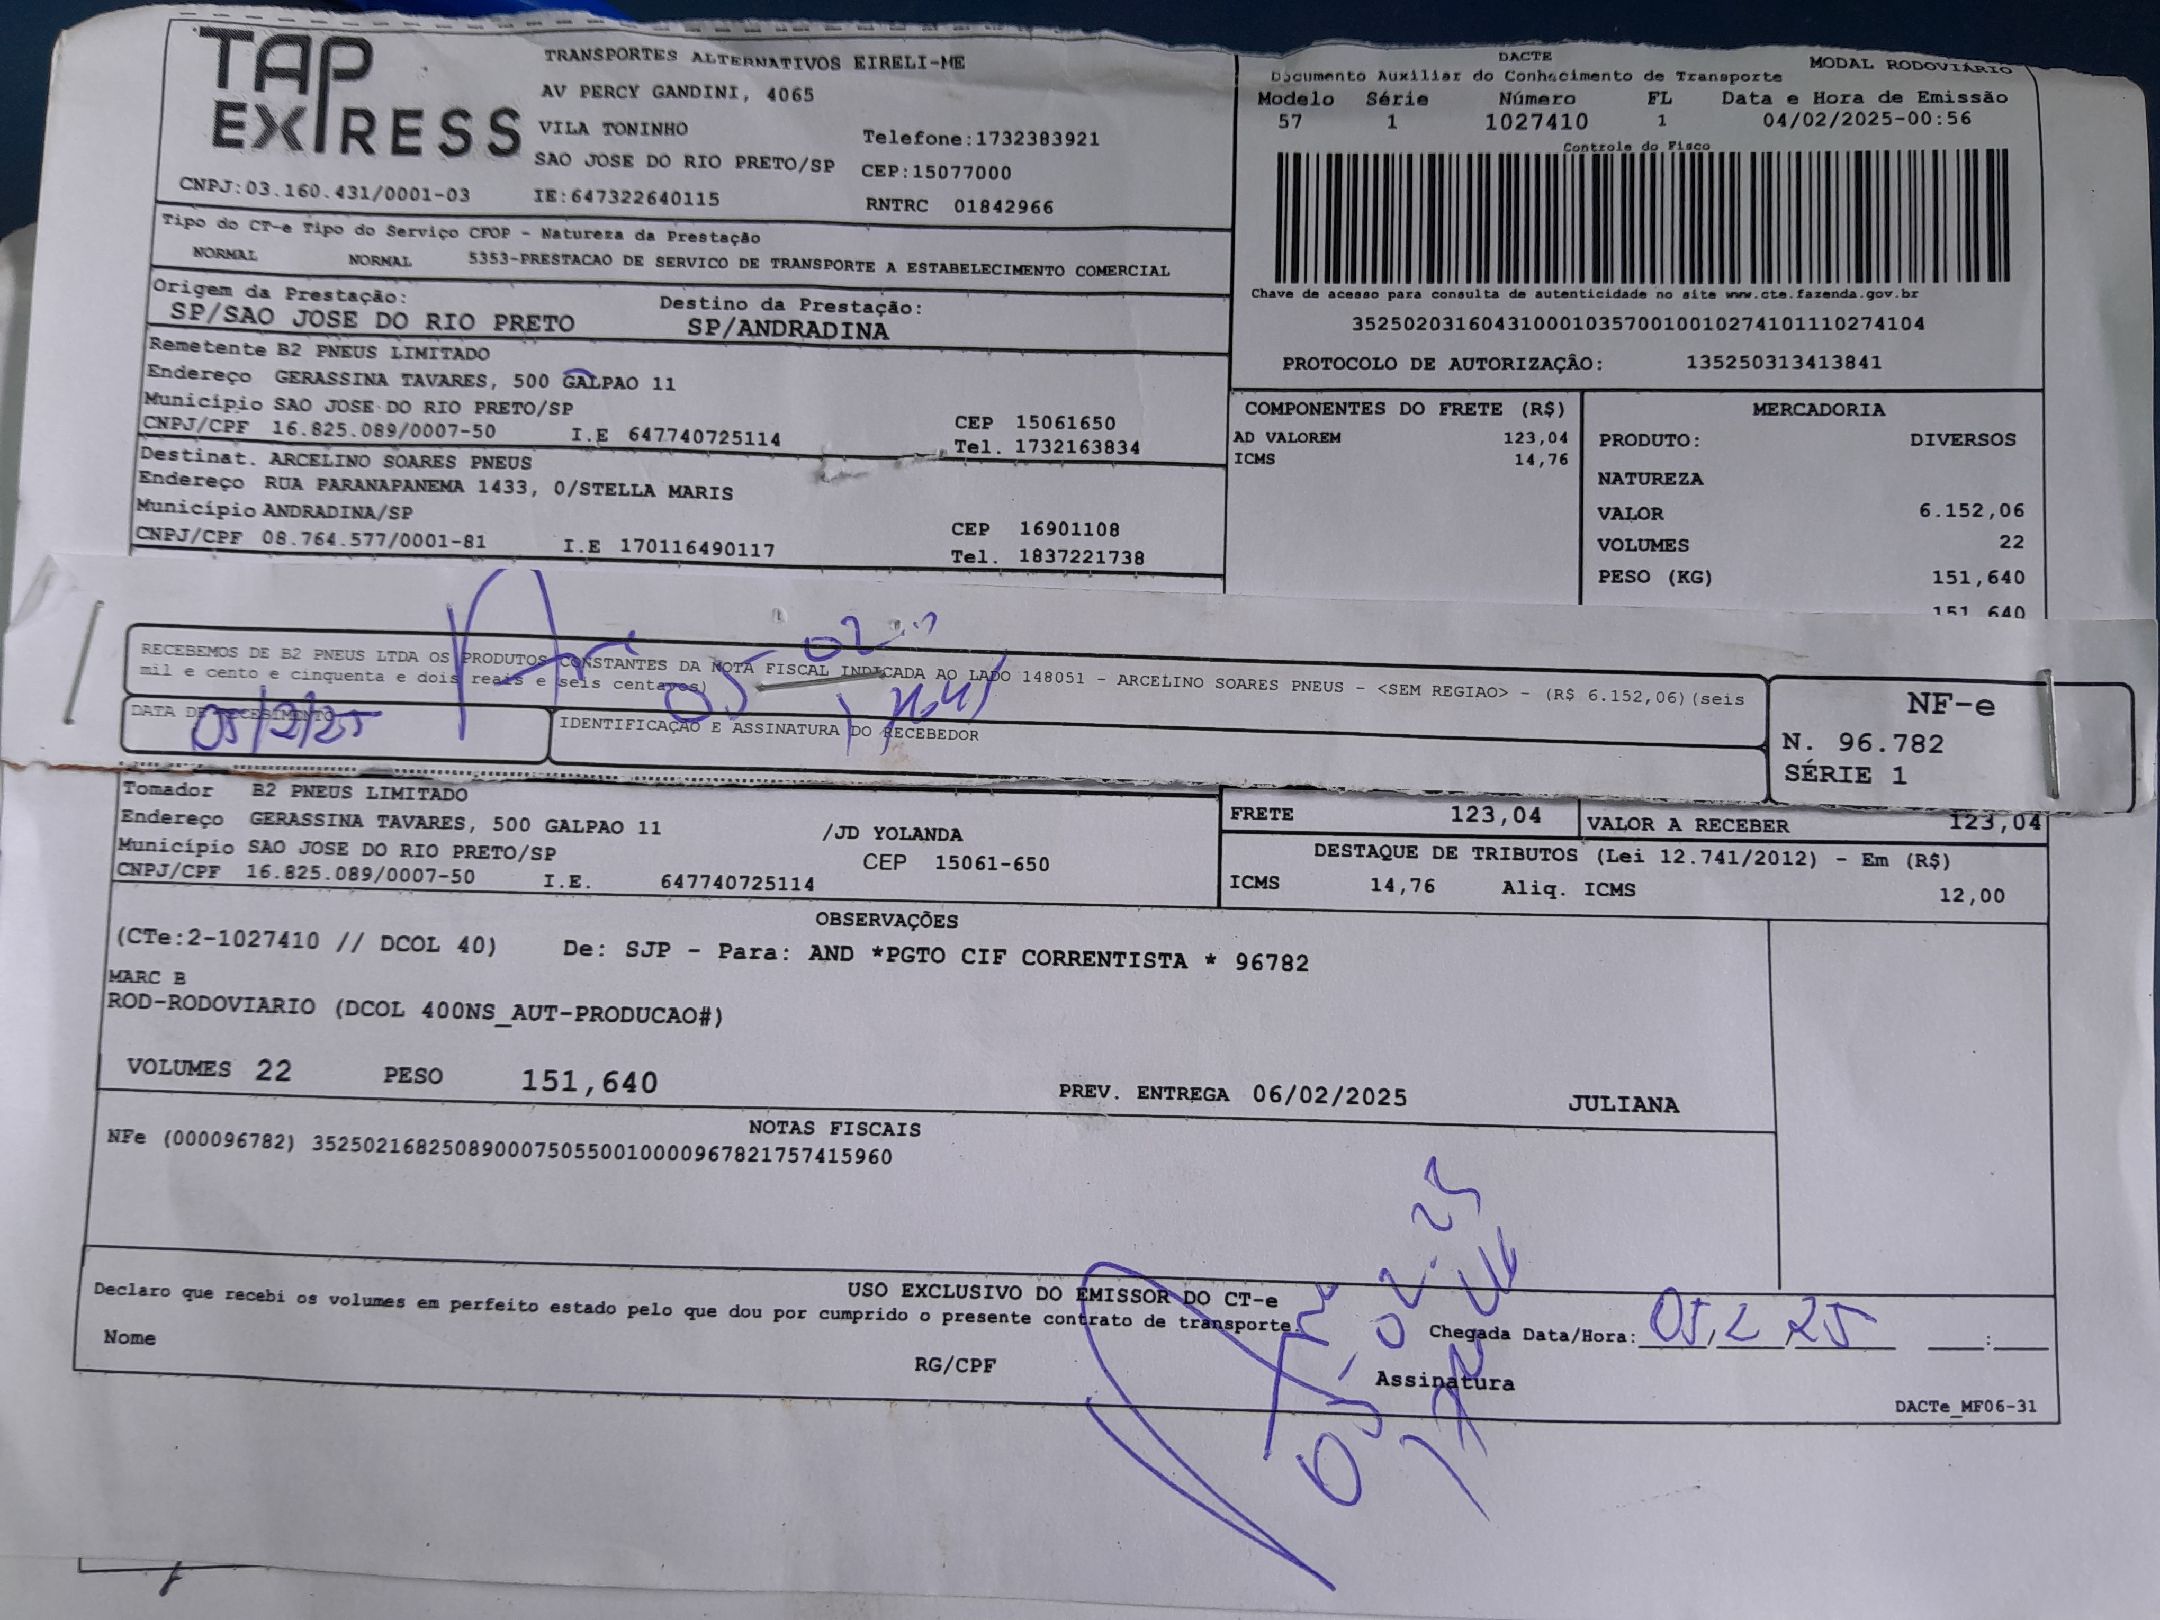 TAP EXPRESS
TRANSPORTES ALTERNATIVOS EIRELI-ME
AV PERCY GANDINI, 4065
VILA TONINHO
Telefone:1732383921
SAO JOSE DO RIO PRETO/SP CEP:15077000
CNPJ:03.160.431/0001-03 IE:647322640115 RNTRC 01842966
Tipo do CT-e Tipo do Serviço CFOP - Natureza da Prestação
NORMAL NORMAL 5353-PRESTACAO DE SERVICO DE TRANSPORTE A ESTABELECIMENTO COMERCIAL
Origem da Prestação: Destino da Prestação:
SP/SAO JOSE DO RIO PRETO SP/ANDRADINA
Remetente B2 PNEUS LIMITADO
Endereço GERASSINA TAVARES, 500 GALPAO 11
Município SAO JOSE DO RIO PRETO/SP CEP 15061650
CNPJ/CPF 16.825.089/0007-50 I.E 647740725114 Tel. 1732163834
Destinat. ARCELINO SOARES PNEUS
Endereço RUA PARANAPANEMA 1433, 0/STELLA MARIS
Município ANDRADINA/SP CEP 16901108
CNPJ/CPF 08.764.577/0001-81 I.E 170116490117 Tel. 1837221738
DACTE MODAL RODOVIÁRIO
Documento Auxiliar do Conhecimento de Transporte
Modelo Série Número FL Data e Hora de Emissão
57 1 1027410 1 04/02/2025-00:56
Controle do Fisco
Chave de acesso para consulta de autenticidade no site www.cte.fazenda.gov.br
35250203160431000103570010010274101110274104
PROTOCOLO DE AUTORIZAÇÃO: 135250313413841
COMPONENTES DO FRETE (R$)
AD VALOREM 123,04
ICMS 14,76
MERCADORIA
PRODUTO: DIVERSOS
NATUREZA
VALOR 6.152,06
VOLUMES 22
PESO (KG) 151,640
151,640
RECEBEMOS DE B2 PNEUS LTDA OS PRODUTOS CONSTANTES DA NOTA FISCAL INDICADA AO LADO 148051 - ARCELINO SOARES PNEUS - <SEM REGIAO> - (R$ 6.152,06) (seis
mil e cento e cinquenta e dois reais e seis centavos)
DATA DE RECEBIMENTO
05/2/25
05-02
IDENTIFICAÇÃO E ASSINATURA DO RECEBEDOR
NF-e
N. 96.782
SÉRIE 1
Tomador B2 PNEUS LIMITADO
Endereço GERASSINA TAVARES, 500 GALPAO 11 /JD YOLANDA
Município SAO JOSE DO RIO PRETO/SP CEP 15061-650
CNPJ/CPF 16.825.089/0007-50 I.E. 647740725114
FRETE 123,04 VALOR A RECEBER 123,04
DESTAQUE DE TRIBUTOS (Lei 12.741/2012) - Em (R$)
ICMS 14,76 Aliq. ICMS 12,00
OBSERVAÇÕES
(CTe:2-1027410 // DCOL 40) De: SJP - Para: AND *PGTO CIF CORRENTISTA * 96782
MARC B
ROD-RODOVIARIO (DCOL 400NS_AUT-PRODUCAO#)
VOLUMES 22 PESO 151,640 PREV. ENTREGA 06/02/2025 JULIANA
NOTAS FISCAIS
NFe (000096782) 35250216825089000750550010000967821757415960
USO EXCLUSIVO DO EMISSOR DO CT-e
Declaro que recebi os volumes em perfeito estado pelo que dou por cumprido o presente contrato de transporte.
Chegada Data/Hora: 05,2,25 :
Nome RG/CPF Assinatura
05-02-25
DACTe_MF06-31